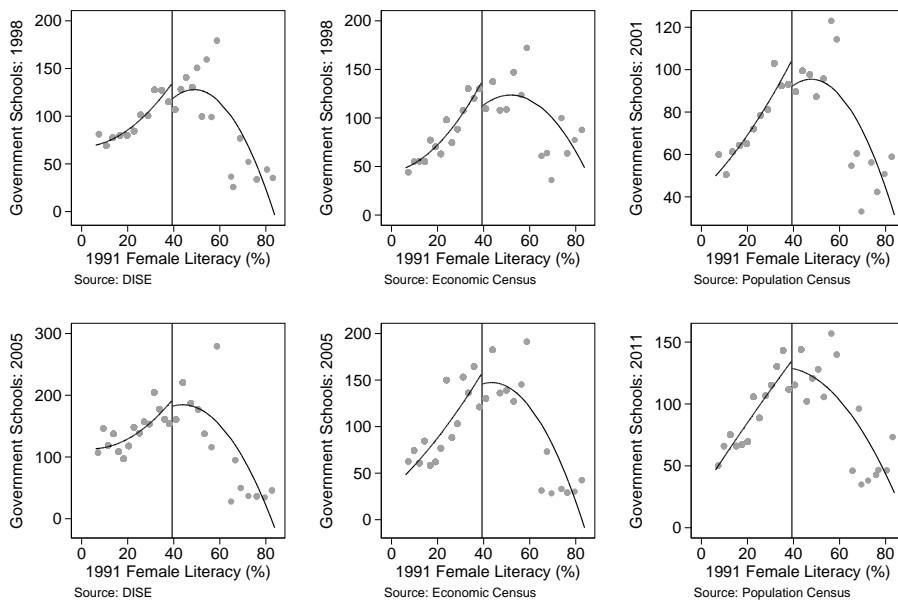 Government Schools: 1998
200
150
100
50
0
0 20 40 60 80
1991 Female Literacy (%)
Source: DISE
Government Schools: 1998
200
150
100
50
0
0 20 40 60 80
1991 Female Literacy (%)
Source: Economic Census
Government Schools: 2001
120
100
80
60
40
0 20 40 60 80
1991 Female Literacy (%)
Source: Population Census
Government Schools: 2005
300
200
100
0
0 20 40 60 80
1991 Female Literacy (%)
Source: DISE
Government Schools: 2005
200
150
100
50
0
0 20 40 60 80
1991 Female Literacy (%)
Source: Economic Census
Government Schools: 2011
150
100
50
0
0 20 40 60 80
1991 Female Literacy (%)
Source: Population Census